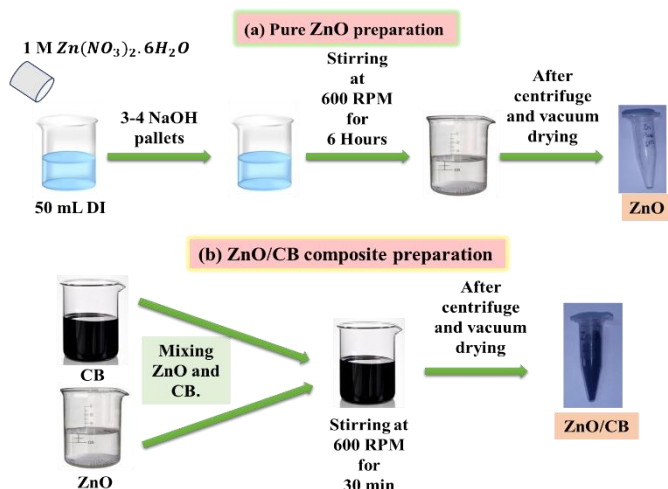 (a) Pure ZnO preparation
1 M Zn(NO₃)₂.6H₂O
50 mL DI
3-4 NaOH
pallets
Stirring
at
600 RPM
for
6 Hours
After
centrifuge
and vacuum
drying
ZnO
(b) ZnO/CB composite preparation
CB
Mixing
ZnO and
CB.
ZnO
Stirring at
600 RPM
for
30 min
After
centrifuge
and vacuum
drying
ZnO/CB